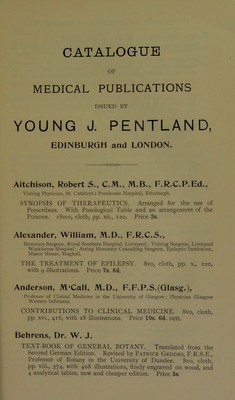 CATALOGUE
OF
MEDICAL PUBLICATIONS
ISSUED BY
YOUNG J. PENTLAND,
EDINBURGH and LONDON.
Aitchison, Robert S., C.M., M.B., F.R.C.P.Ed.,
Visiting Physician, St. Cuthbert's Poorhouse Hospital, Edinburgh.
SYNOPSIS OF THERAPEUTICS. Arranged for the use of
Prescribers. With Posological Table and an arrangement of the
Poisons. cloth, pp. xii., 120. Price 3s.
Alexander, William, M.D., F.R.C.S.,
Honorary Surgeon, Royal Southern Hospital, Liverpool; Visiting Surgeon, Liverpool
Workhouse Hospital; Acting Honorary Consulting Surgeon, Epileptic Institution,
Manor House, Maghull.
THE TREATMENT OF EPILEPSY. 8vo, cloth, pp. x., 220,
with 9 illustrations. Price 7s. 6d.
Anderson, M'Call, M.D., F.F.P.S.(Glasg.),
Professor of Clinical Medicine in the University of Glasgow; Physician Glasgow
Western Infirmary.
CONTRIBUTIONS TO CLINICAL MEDICINE. 8vo, cloth,
pp. xvi., 416, with 28 illustrations. Price 10s. 6d. nett.
Behrens, Dr. W. J.
TEXT-BOOK OF GENERAL BOTANY. Translated from the
Second German Edition. Revised by PATRICK GEDDES, F.R.S.E.,
Professor of Botany in the University of Dundee. 8vo, cloth,
pp. viii., 374, with 408 illustrations, finely engraved on wood, and
4 analytical tables, new and cheaper edition. Price 5s.